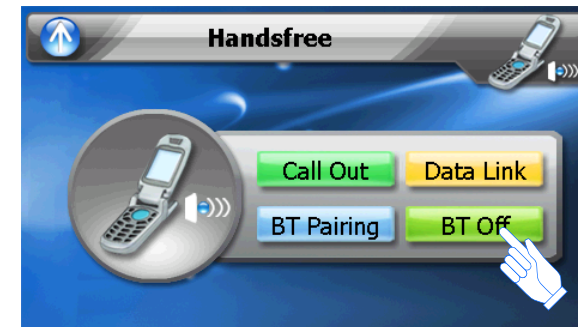 Handsfree
Call Out
Data Link
BT Pairing
BT Off